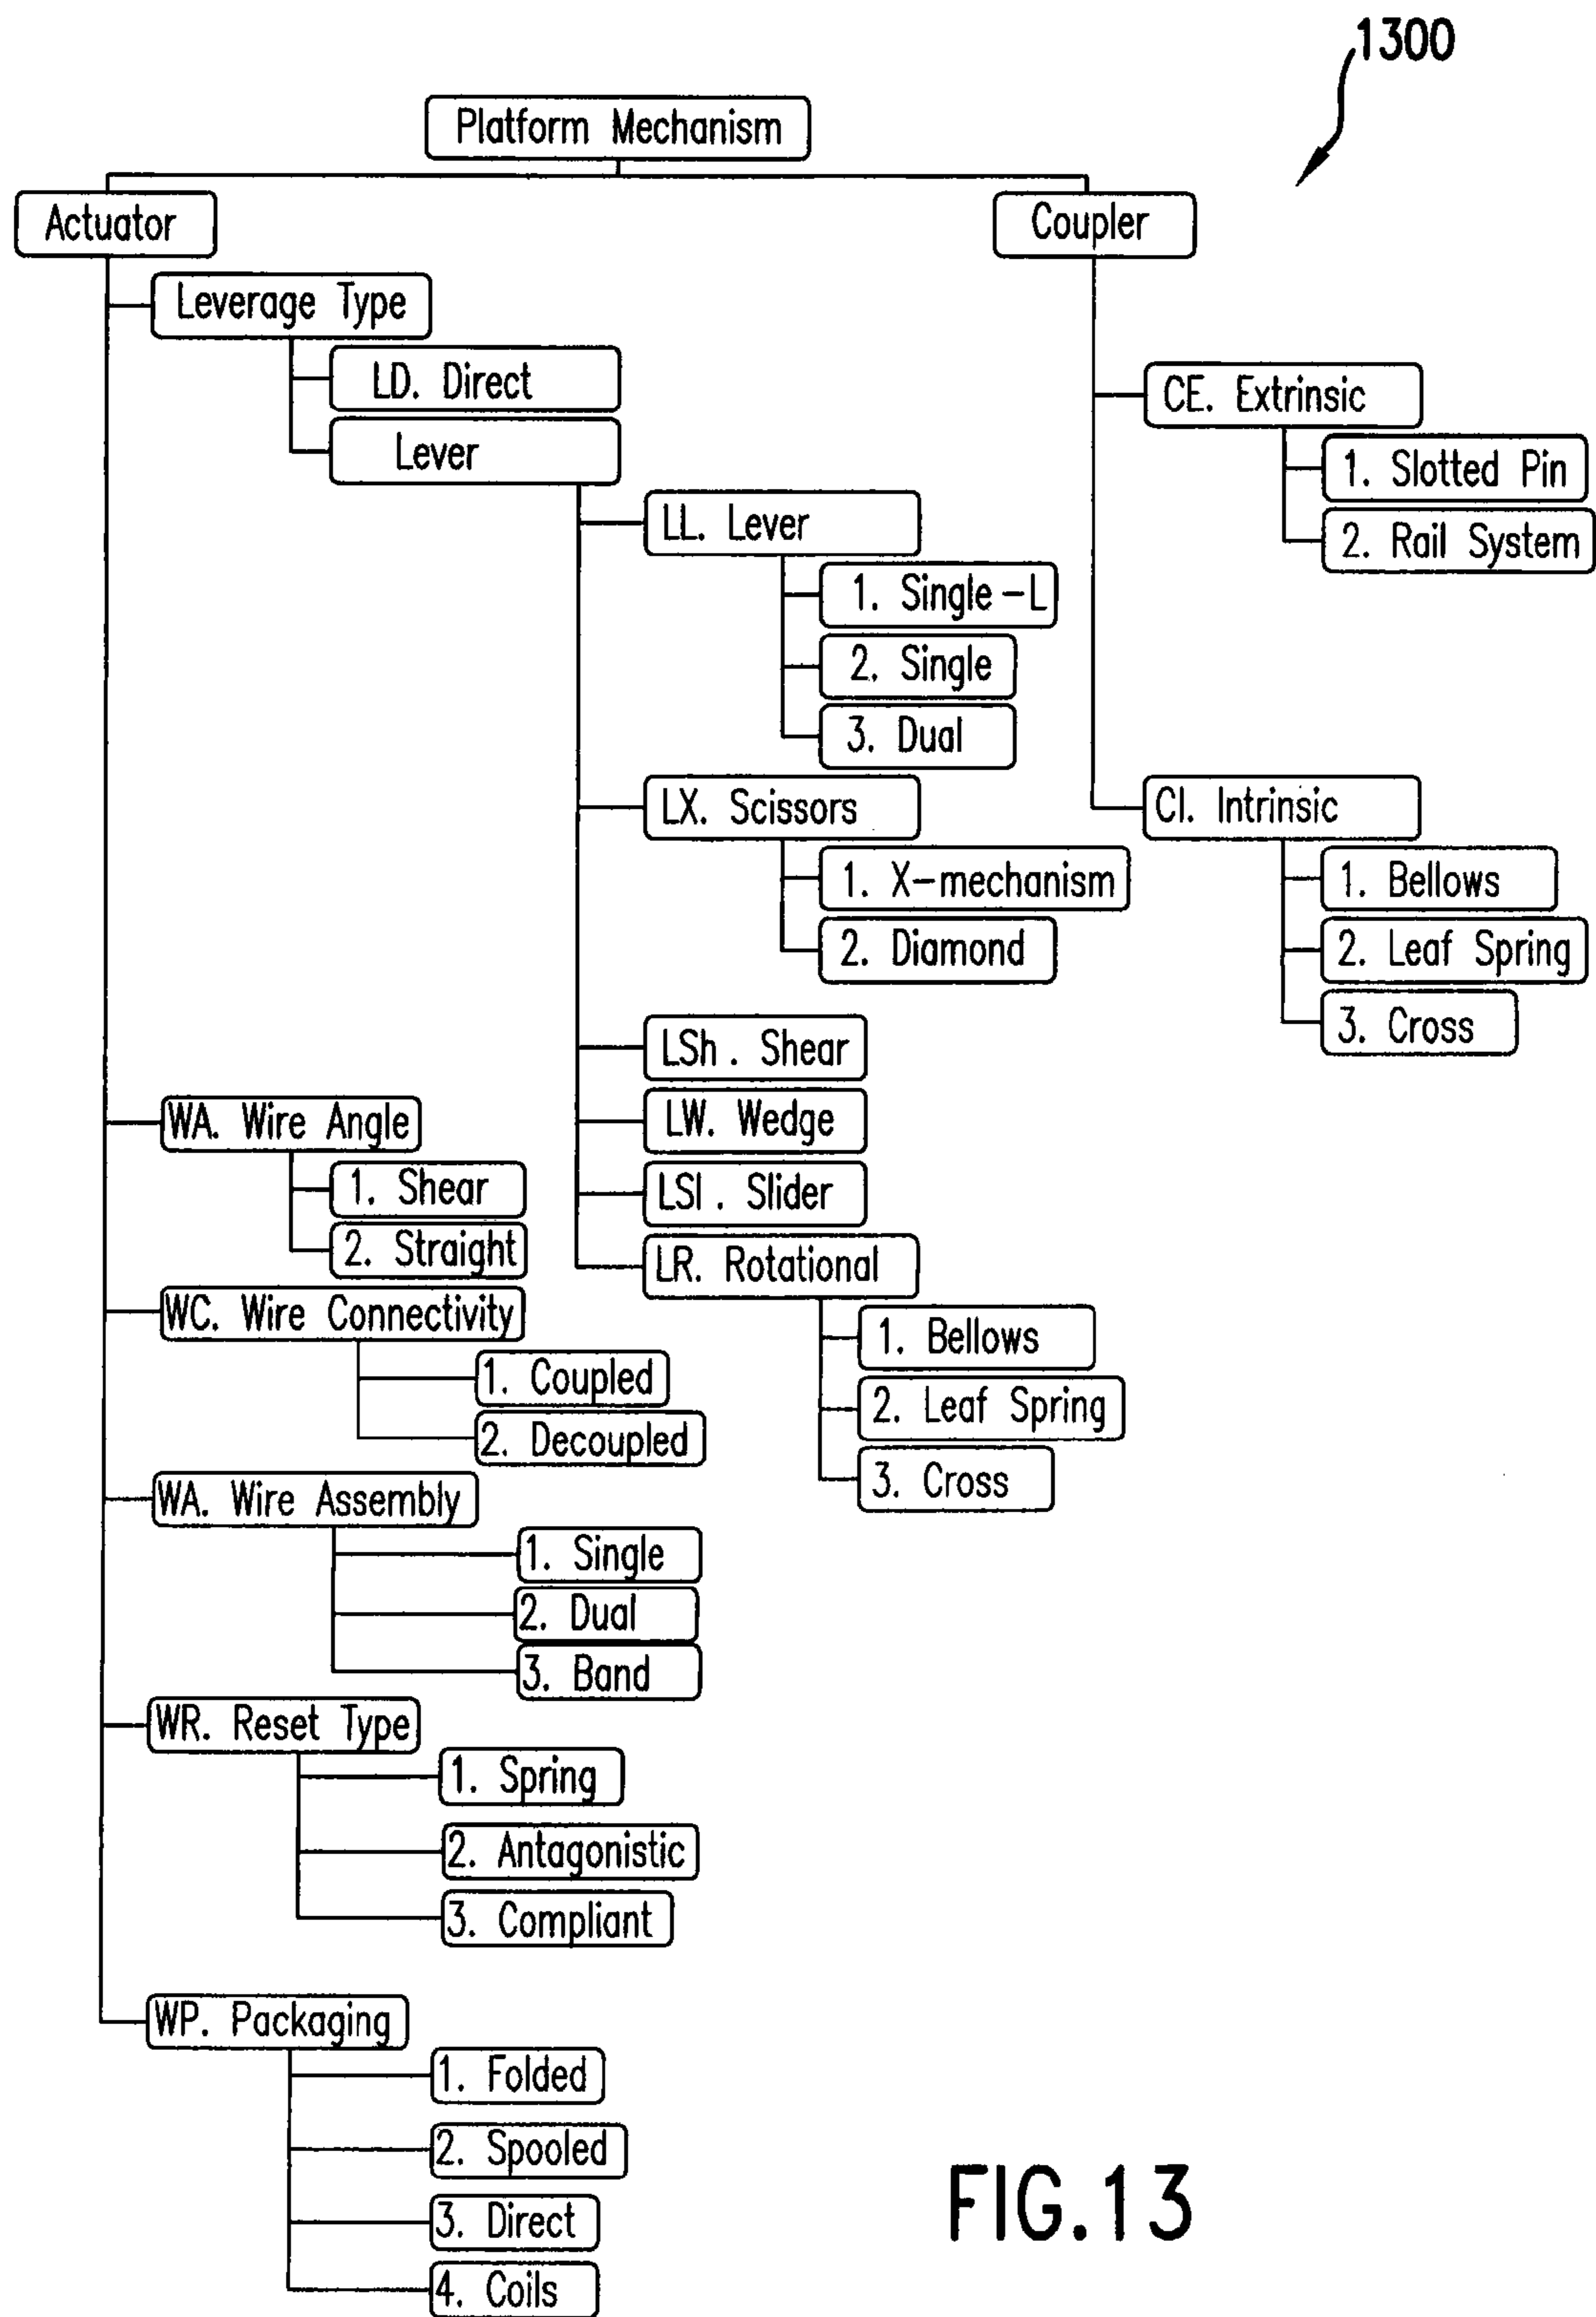 1300
Platform Mechanism
Actuator
Coupler
Leverage Type
LD. Direct
Lever
LL. Lever
1. Single-L
2. Single
3. Dual
LX. Scissors
1. X-mechanism
2. Diamond
LSh. Shear
LW. Wedge
LSl. Slider
LR. Rotational
1. Bellows
2. Leaf Spring
3. Cross
WA. Wire Angle
1. Shear
2. Straight
WC. Wire Connectivity
1. Coupled
2. Decoupled
WA. Wire Assembly
1. Single
2. Dual
3. Band
WR. Reset Type
1. Spring
2. Antagonistic
3. Compliant
WP. Packaging
1. Folded
2. Spooled
3. Direct
4. Coils
CE. Extrinsic
1. Slotted Pin
2. Rail System
CI. Intrinsic
1. Bellows
2. Leaf Spring
3. Cross
FIG.13